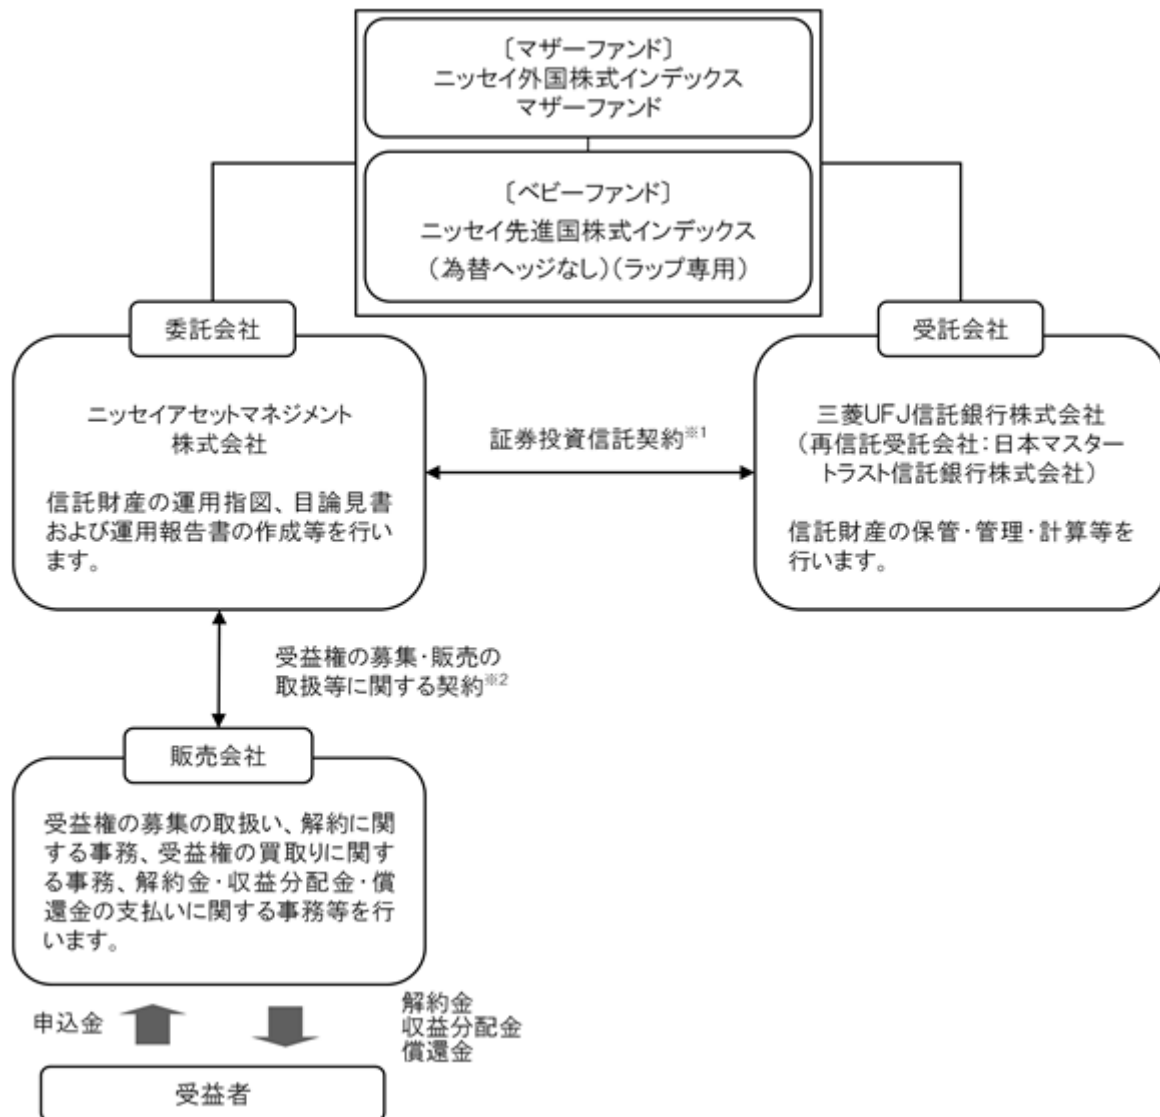 〔マザーファンド〕
ニッセイ外国株式インデックス
マザーファンド
〔ベビーファンド〕
ニッセイ先進国株式インデックス
（為替ヘッジなし）（ラップ専用）
委託会社
ニッセイアセットマネジメント
株式会社
信託財産の運用指図、目論見書
および運用報告書の作成等を行い
ます。
証券投資信託契約※1
受託会社
三菱UFJ信託銀行株式会社
（再信託受託会社：日本マスター
トラスト信託銀行株式会社）
信託財産の保管・管理・計算等を
行います。
受益権の募集・販売の
取扱等に関する契約※2
販売会社
受益権の募集の取扱い、解約に関
する事務、受益権の買取りに関す
る事務、解約金・収益分配金・償
還金の支払いに関する事務等を行
います。
申込金
解約金
収益分配金
償還金
受益者